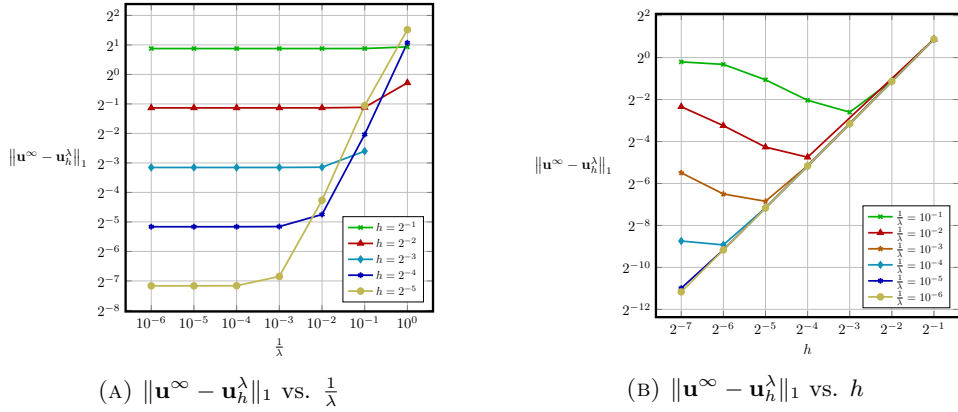 2^2
2^1
2^0
2^{-1}
2^{-2}
2^{-3}
2^{-4}
2^{-5}
2^{-6}
2^{-7}
2^{-8}
‖u^∞ − u_h^λ‖_1
10^{-6} 10^{-5} 10^{-4} 10^{-3} 10^{-2} 10^{-1} 10^0
1/λ
h = 2^{-1}
h = 2^{-2}
h = 2^{-3}
h = 2^{-4}
h = 2^{-5}
(A) ‖u^∞ − u_h^λ‖_1 vs. 1/λ
2^2
2^0
2^{-2}
2^{-4}
2^{-6}
2^{-8}
2^{-10}
2^{-12}
‖u^∞ − u_h^λ‖_1
2^{-7} 2^{-6} 2^{-5} 2^{-4} 2^{-3} 2^{-2} 2^{-1}
h
1/λ = 10^{-1}
1/λ = 10^{-2}
1/λ = 10^{-3}
1/λ = 10^{-4}
1/λ = 10^{-5}
1/λ = 10^{-6}
(B) ‖u^∞ − u_h^λ‖_1 vs. h